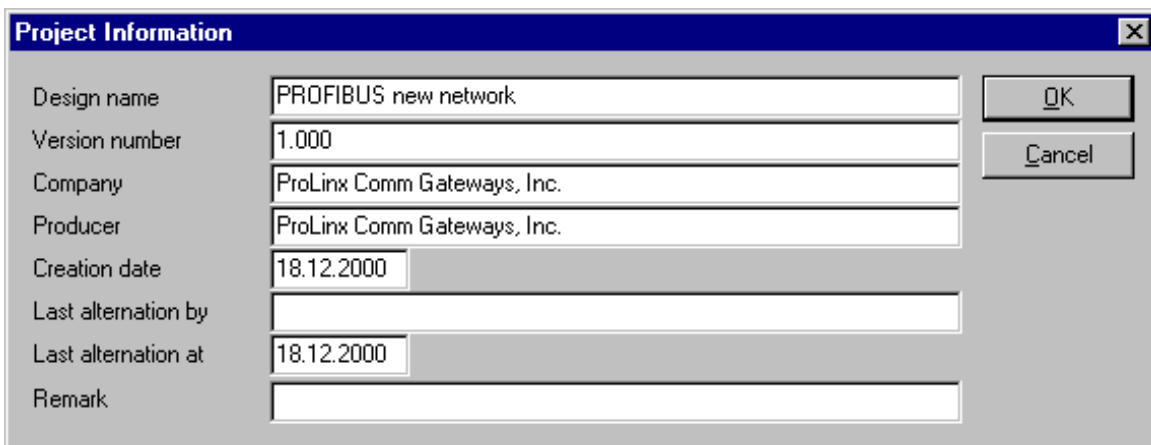 Project Information
Design name PROFIBUS new network OK
Version number 1.000 Cancel
Company ProLinx Comm Gateways, Inc.
Producer ProLinx Comm Gateways, Inc.
Creation date 18.12.2000
Last alternation by
Last alternation at 18.12.2000
Remark